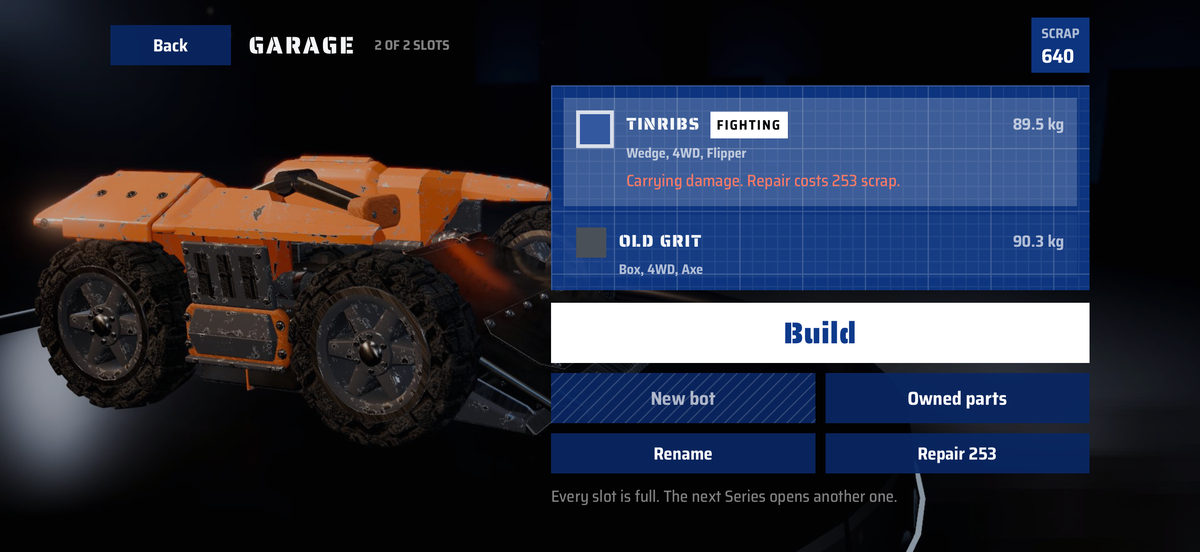 Back
GARAGE
2 OF 2 SLOTS
SCRAP
640
TINRIBS
FIGHTING
89.5 kg
Wedge, 4WD, Flipper
Carrying damage. Repair costs 253 scrap.
OLD GRIT
90.3 kg
Box, 4WD, Axe
Build
New bot
Owned parts
Rename
Repair 253
Every slot is full. The next Series opens another one.